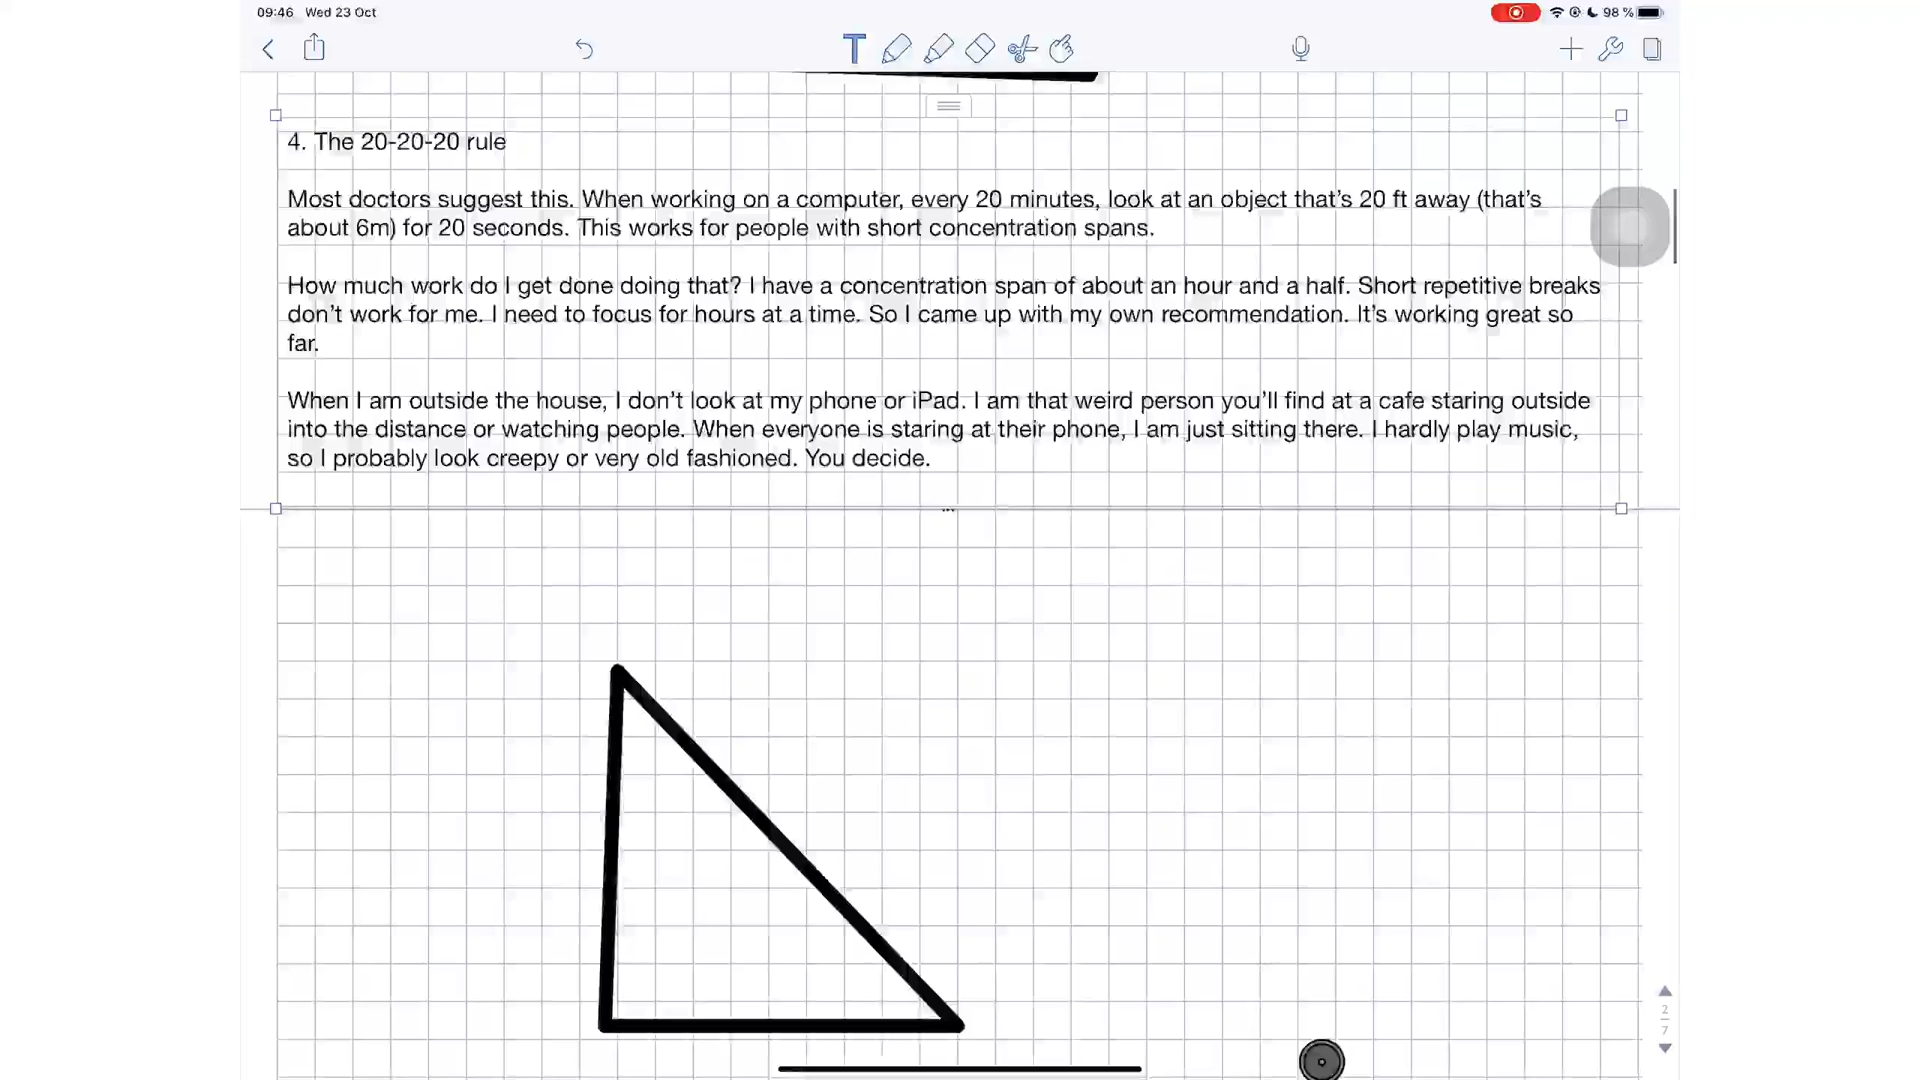 09:46 Wed 23 Oct
98 %
T
4. The 20-20-20 rule
Most doctors suggest this. When working on a computer, every 20 minutes, look at an object that’s 20 ft away (that’s
about 6m) for 20 seconds. This works for people with short concentration spans.
How much work do I get done doing that? I have a concentration span of about an hour and a half. Short repetitive breaks
don’t work for me. I need to focus for hours at a time. So I came up with my own recommendation. It’s working great so
far.
When I am outside the house, I don’t look at my phone or iPad. I am that weird person you’ll find at a cafe staring outside
into the distance or watching people. When everyone is staring at their phone, I am just sitting there. I hardly play music,
so I probably look creepy or very old fashioned. You decide.
2
7